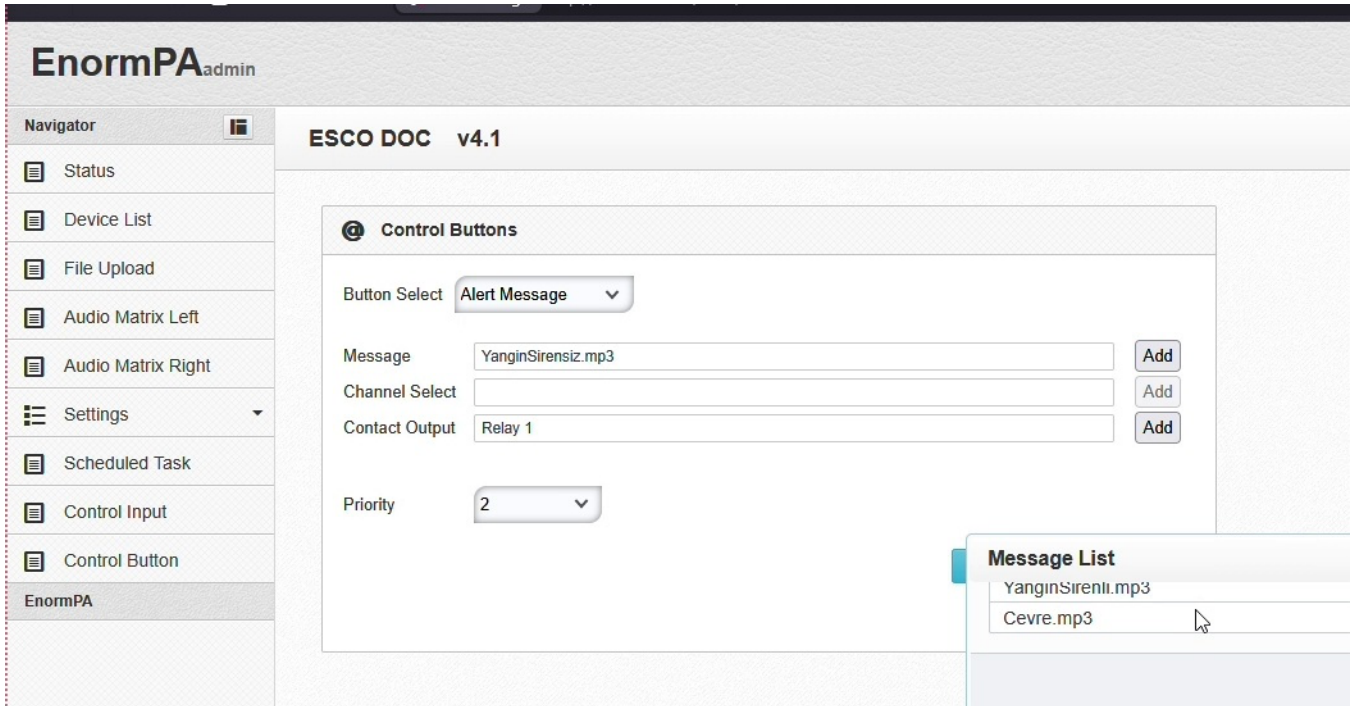 EnormPAadmin
Navigator
Status
Device List
File Upload
Audio Matrix Left
Audio Matrix Right
Settings
Scheduled Task
Control Input
Control Button
EnormPA
ESCO DOC v4.1
@ Control Buttons
Button Select Alert Message
Message YanginSirensiz.mp3 Add
Channel Select Add
Contact Output Relay 1 Add
Priority 2
Message List
YanginSirenli.mp3
Cevre.mp3